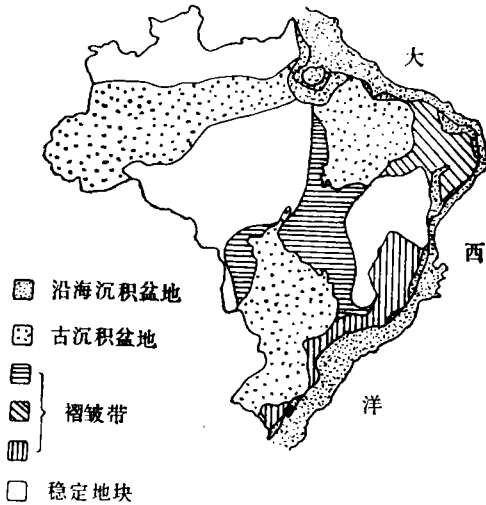 大
西
洋
沿海沉积盆地
古沉积盆地
褶皱带
稳定地块